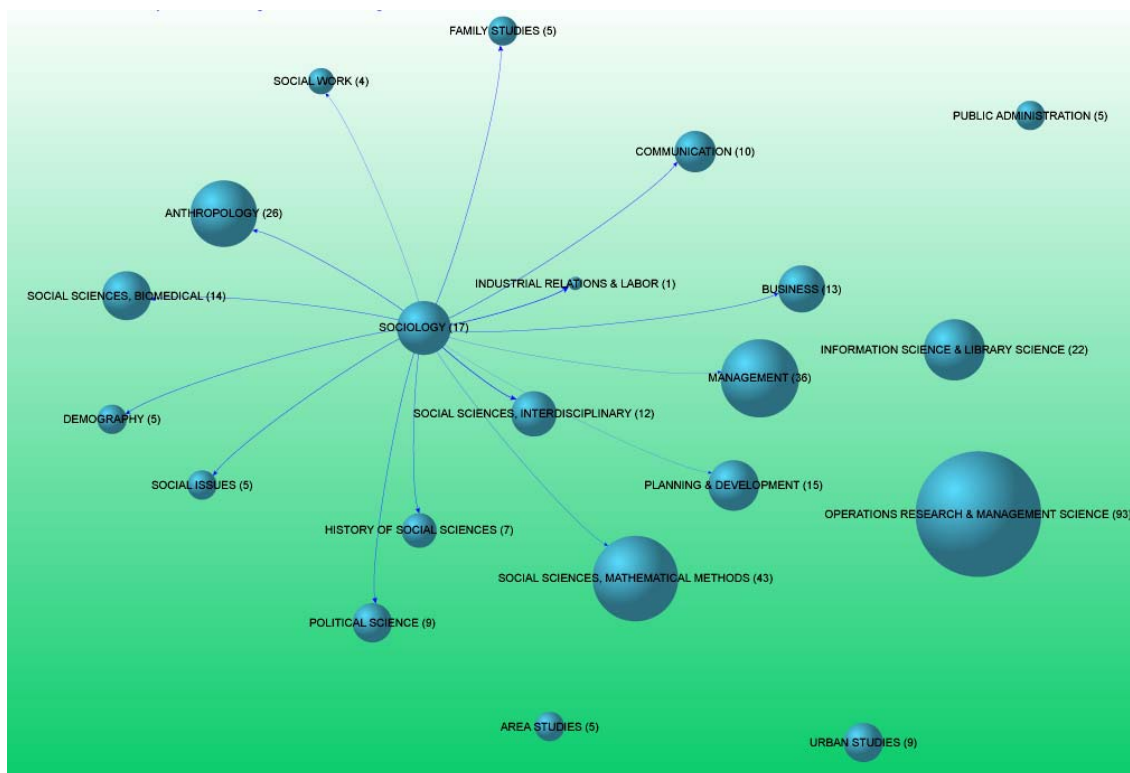 FAMILY STUDIES (5)
SOCIAL WORK (4)
PUBLIC ADMINISTRATION (5)
COMMUNICATION (10)
ANTHROPOLOGY (26)
INDUSTRIAL RELATIONS & LABOR (1)
BUSINESS (13)
SOCIAL SCIENCES, BIOMEDICAL (14)
SOCIOLOGY (17)
INFORMATION SCIENCE & LIBRARY SCIENCE (22)
MANAGEMENT (36)
SOCIAL SCIENCES, INTERDISCIPLINARY (12)
DEMOGRAPHY (5)
SOCIAL ISSUES (5)
PLANNING & DEVELOPMENT (15)
OPERATIONS RESEARCH & MANAGEMENT SCIENCE (93)
HISTORY OF SOCIAL SCIENCES (7)
SOCIAL SCIENCES, MATHEMATICAL METHODS (43)
POLITICAL SCIENCE (9)
AREA STUDIES (5)
URBAN STUDIES (9)